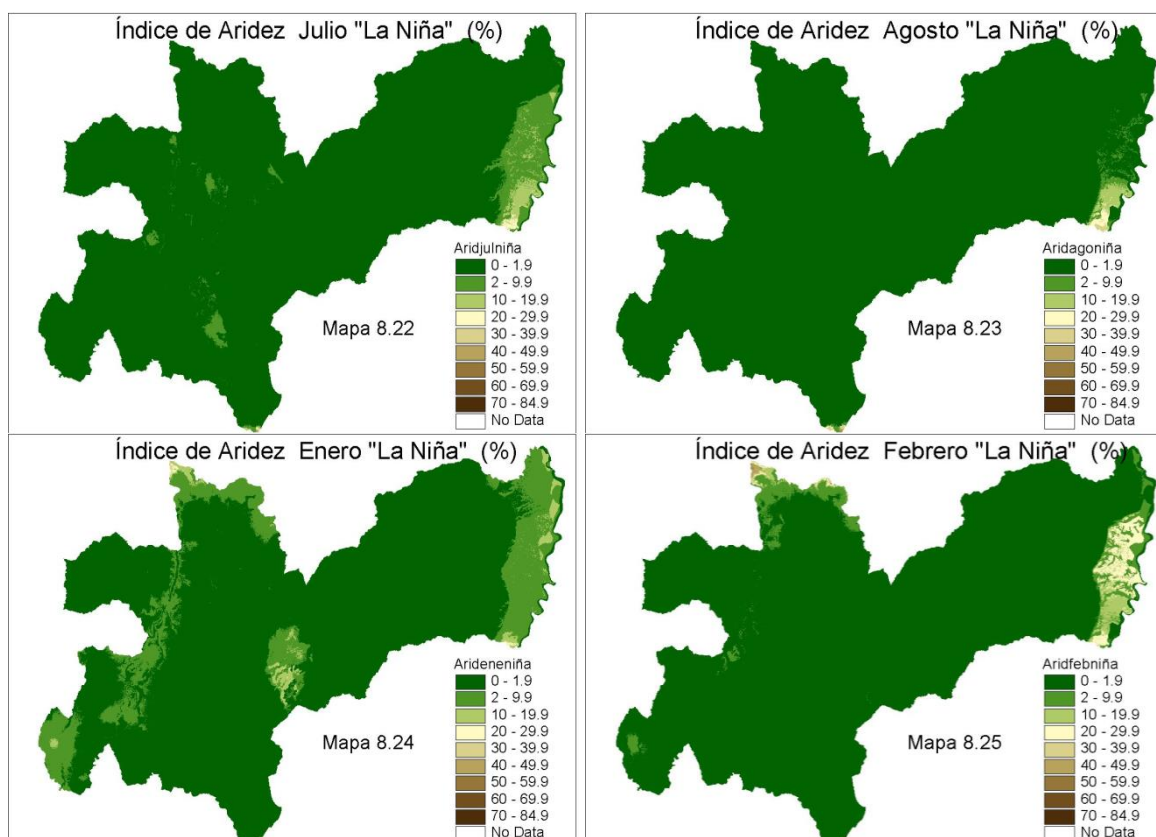 Índice de Aridez Julio "La Niña" (%)
Aridjulniña
0 - 1.9
2 - 9.9
10 - 19.9
20 - 29.9
30 - 39.9
40 - 49.9
50 - 59.9
60 - 69.9
70 - 84.9
No Data
Mapa 8.22
Índice de Aridez Agosto "La Niña" (%)
Aridagoniña
0 - 1.9
2 - 9.9
10 - 19.9
20 - 29.9
30 - 39.9
40 - 49.9
50 - 59.9
60 - 69.9
70 - 84.9
No Data
Mapa 8.23
Índice de Aridez Enero "La Niña" (%)
Arideneniña
0 - 1.9
2 - 9.9
10 - 19.9
20 - 29.9
30 - 39.9
40 - 49.9
50 - 59.9
60 - 69.9
70 - 84.9
No Data
Mapa 8.24
Índice de Aridez Febrero "La Niña" (%)
Aridfebniña
0 - 1.9
2 - 9.9
10 - 19.9
20 - 29.9
30 - 39.9
40 - 49.9
50 - 59.9
60 - 69.9
70 - 84.9
No Data
Mapa 8.25